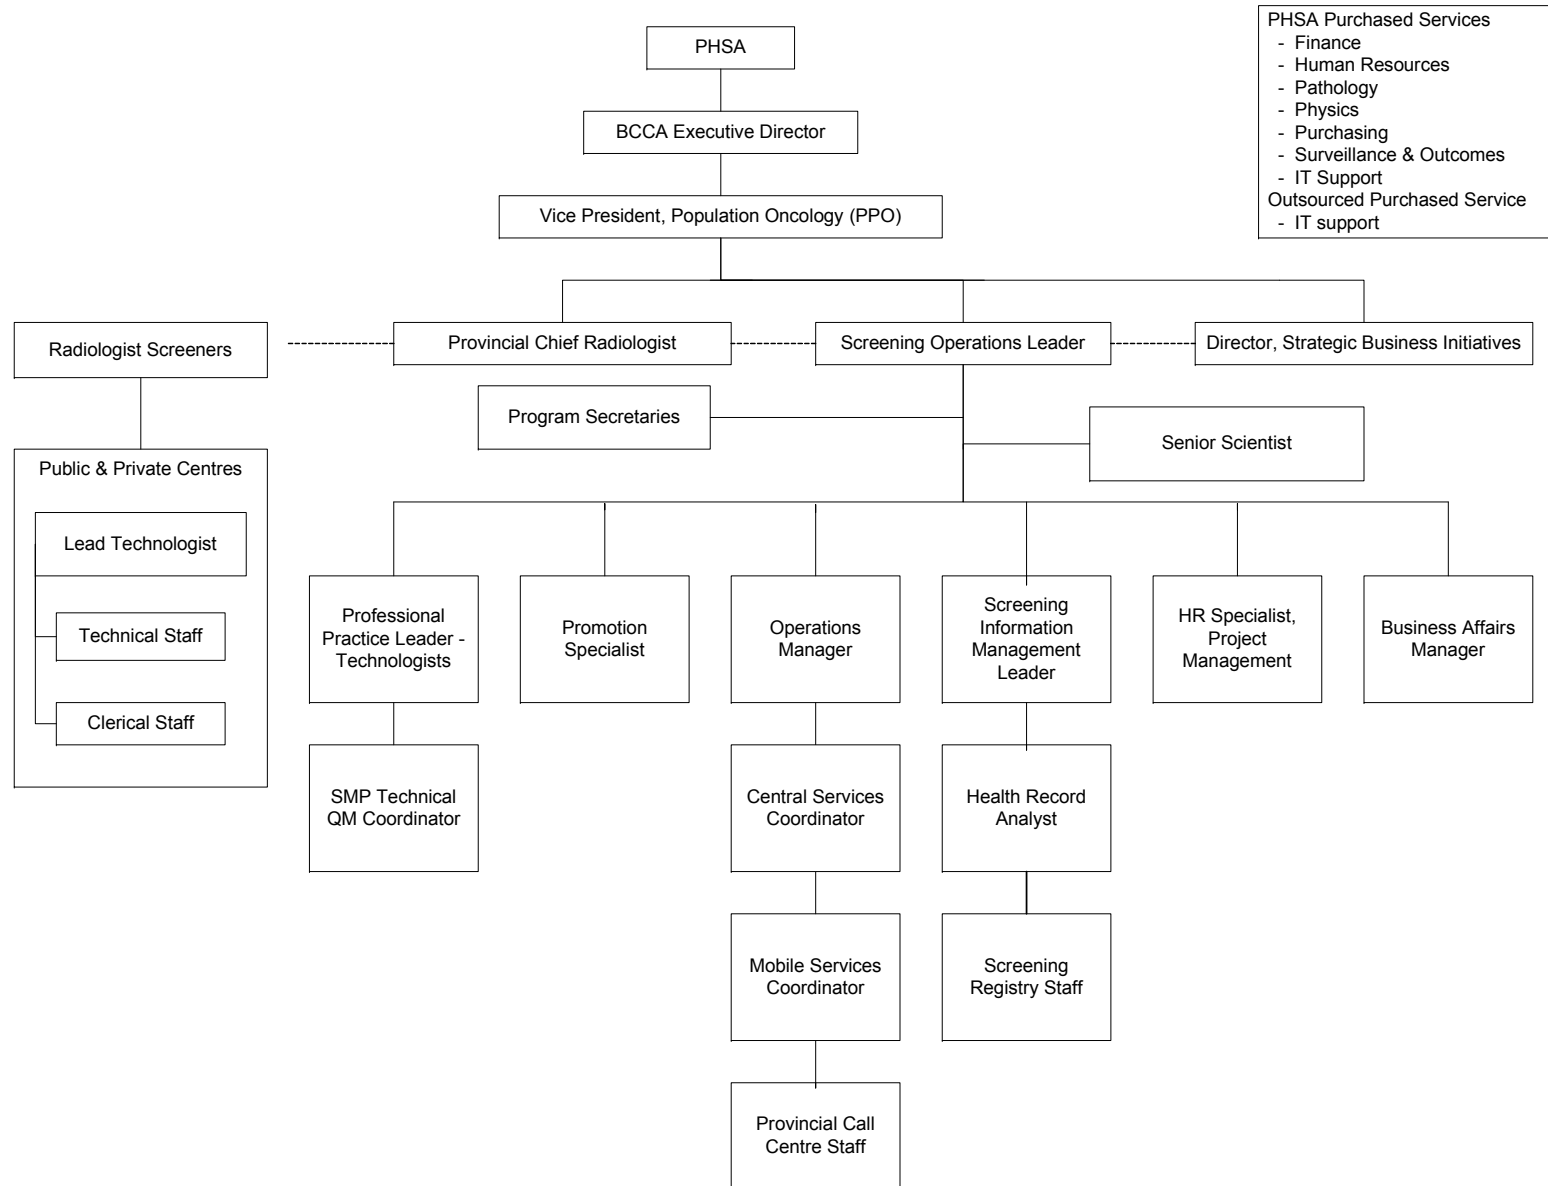 PHSA
BCCA Executive Director
Vice President, Population Oncology (PPO)
PHSA Purchased Services
- Finance
- Human Resources
- Pathology
- Physics
- Purchasing
- Surveillance & Outcomes
- IT Support
Outsourced Purchased Service
- IT support
Radiologist Screeners
Provincial Chief Radiologist
Screening Operations Leader
Director, Strategic Business Initiatives
Program Secretaries
Senior Scientist
Public & Private Centres
Lead Technologist
Technical Staff
Clerical Staff
Professional
Practice Leader -
Technologists
Promotion
Specialist
Operations
Manager
Screening
Information
Management
Leader
HR Specialist,
Project
Management
Business Affairs
Manager
SMP Technical
QM Coordinator
Central Services
Coordinator
Health Record
Analyst
Mobile Services
Coordinator
Screening
Registry Staff
Provincial Call
Centre Staff